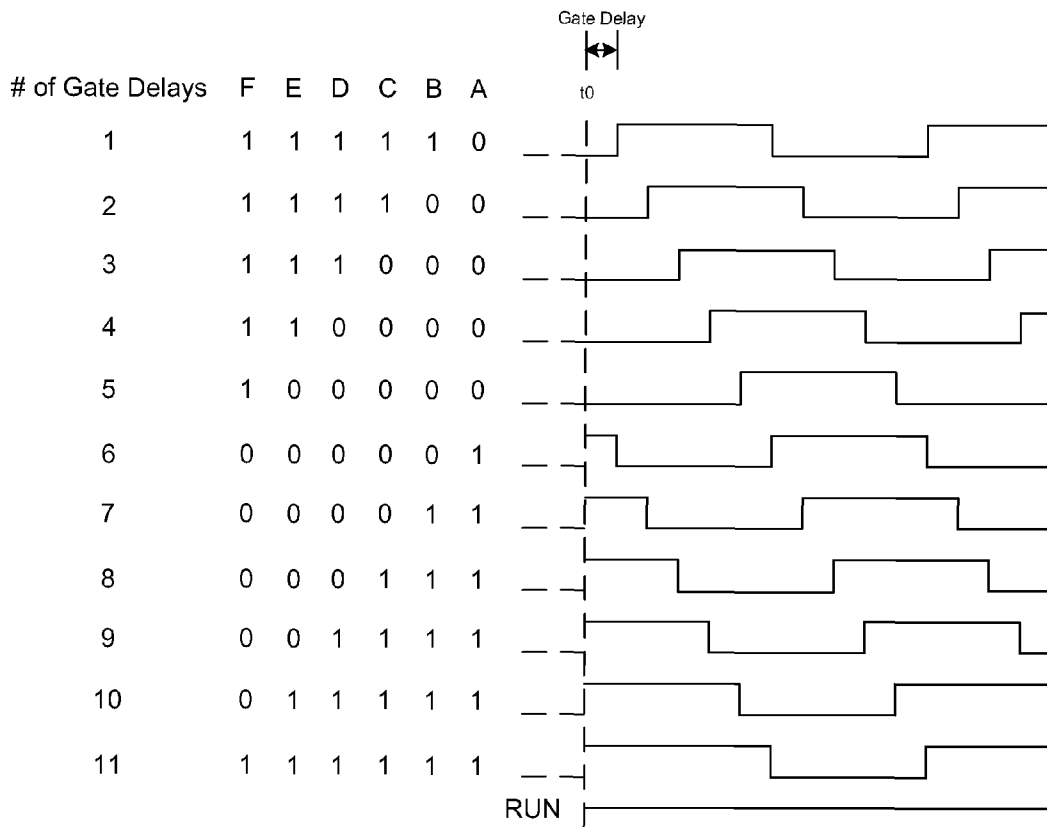 Gate Delay
# of Gate Delays F E D C B A
t0
1 1 1 1 1 1 0
2 1 1 1 1 0 0
3 1 1 1 0 0 0
4 1 1 0 0 0 0
5 1 0 0 0 0 0
6 0 0 0 0 0 1
7 0 0 0 0 1 1
8 0 0 0 1 1 1
9 0 0 1 1 1 1
10 0 1 1 1 1 1
11 1 1 1 1 1 1
RUN